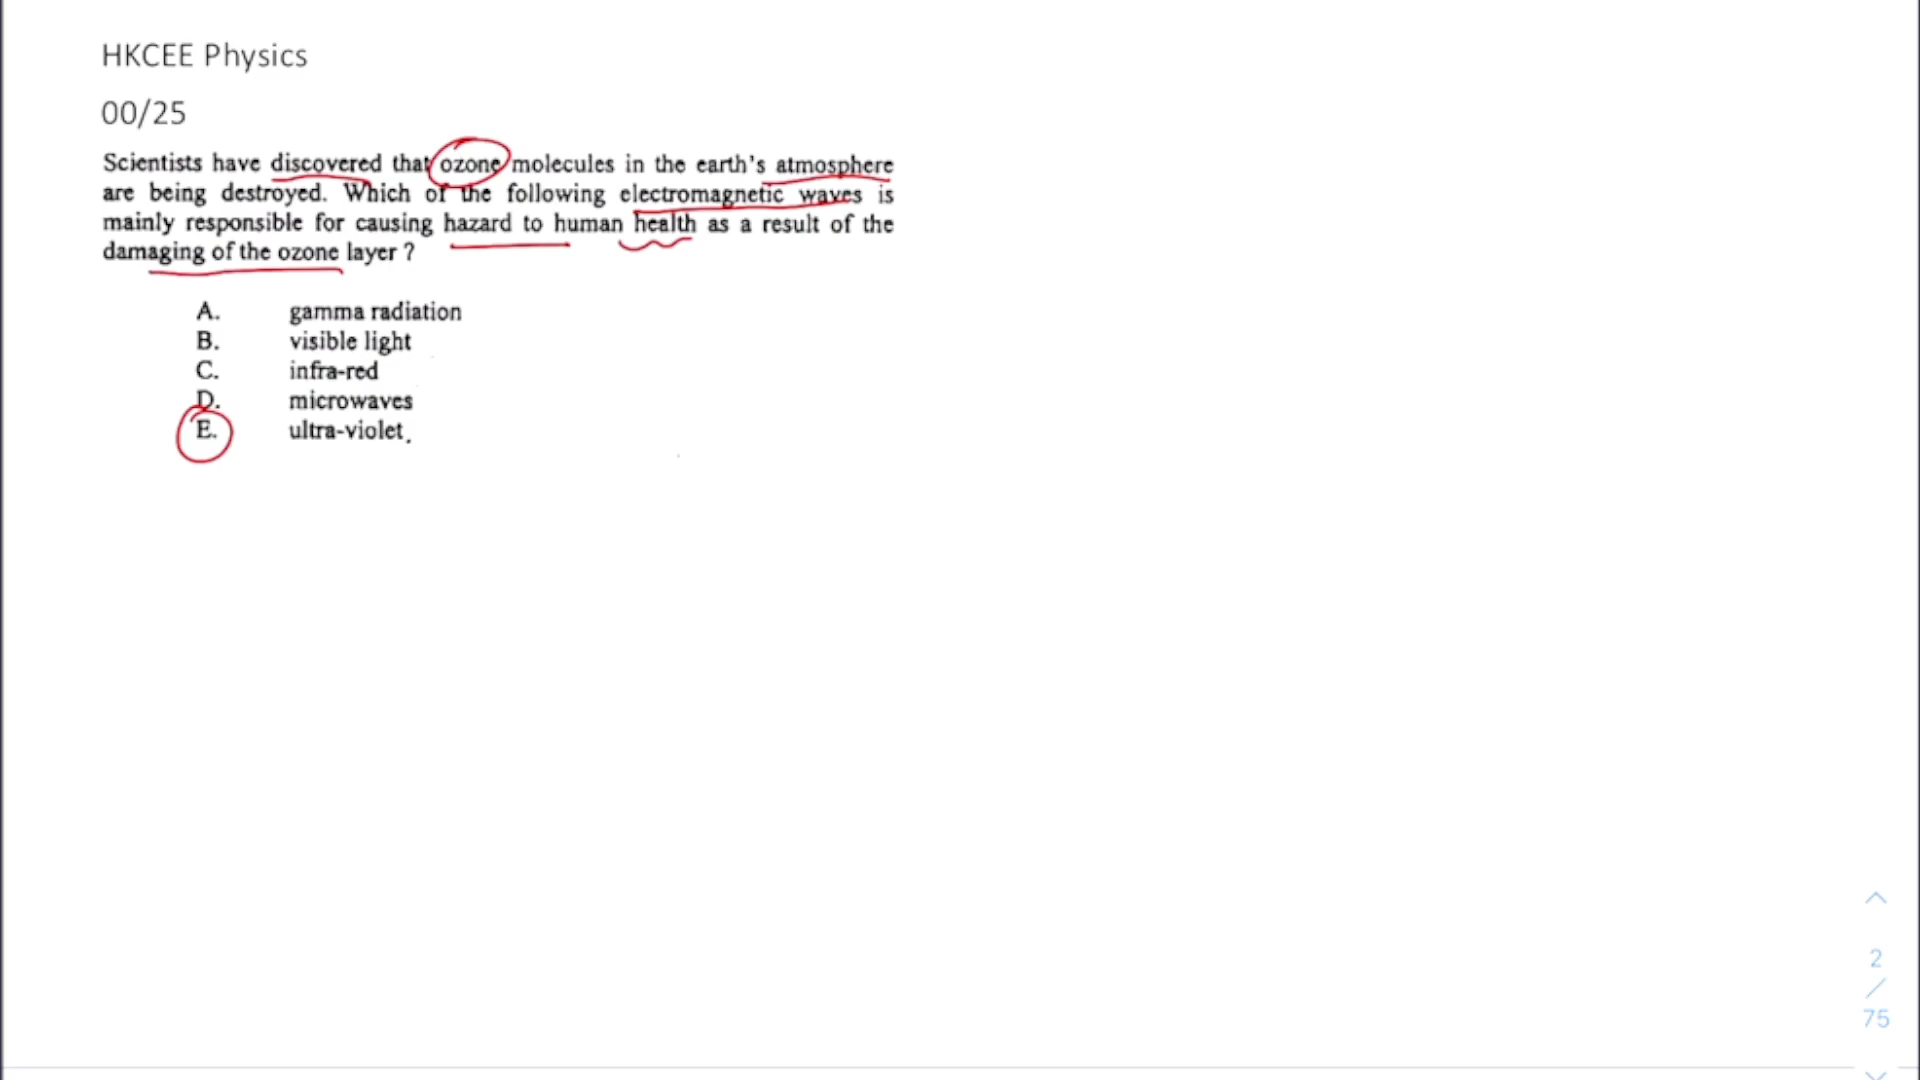 HKCEE Physics
00/25
Scientists have discovered that ozone molecules in the earth's atmosphere
are being destroyed. Which of the following electromagnetic waves is
mainly responsible for causing hazard to human health as a result of the
damaging of the ozone layer ?
A. gamma radiation
B. visible light
C. infra-red
D. microwaves
E. ultra-violet.
2
/
75